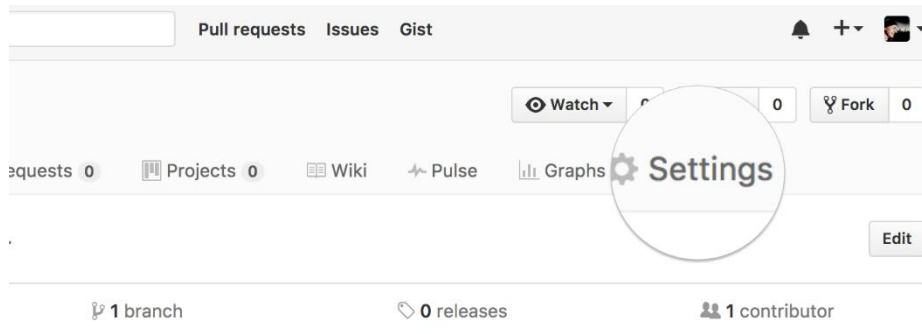 Pull requests Issues Gist
Watch 0 0 Fork 0
equests 0 Projects 0 Wiki Pulse Graphs Settings
Edit
1 branch 0 releases 1 contributor